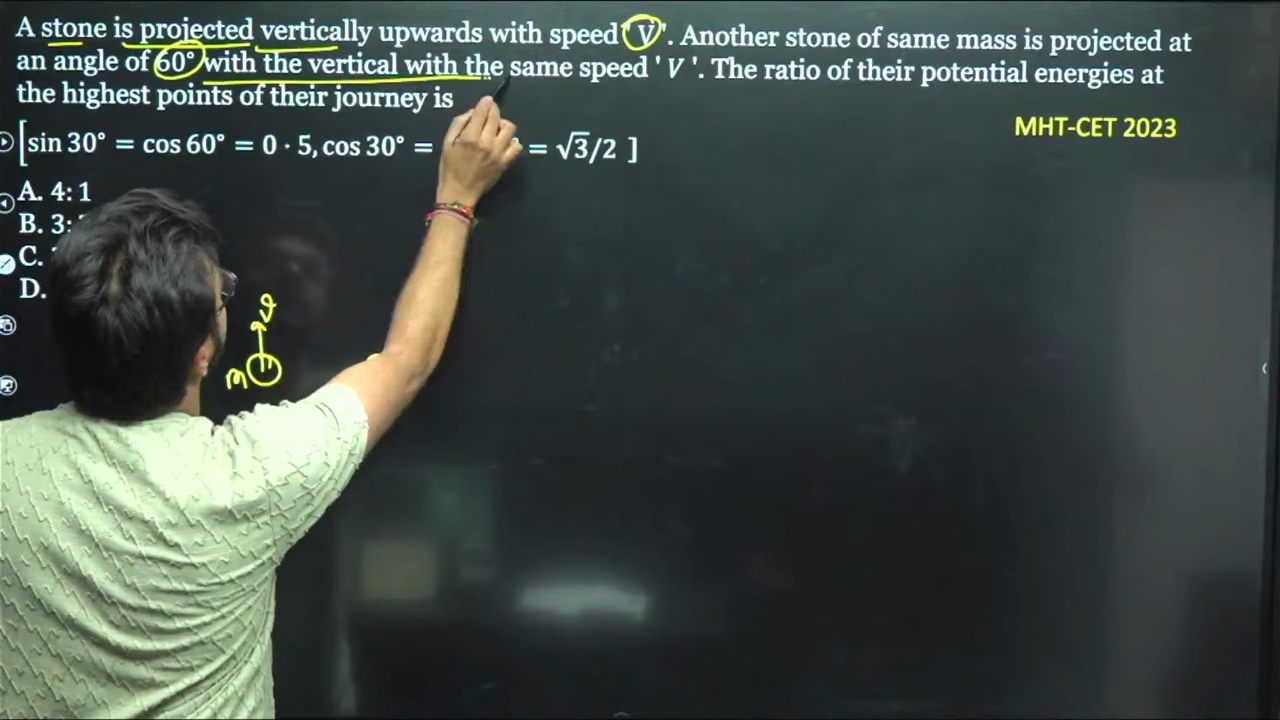 A stone is projected vertically upwards with speed ' V '. Another stone of same mass is projected at
an angle of 60° with the vertical with the same speed ' V '. The ratio of their potential energies at
the highest points of their journey is
MHT-CET 2023
[sin 30° = cos 60° = 0 · 5, cos 30° = = √3/2 ]
A. 4: 1
B. 3:
C.
D.
v
m